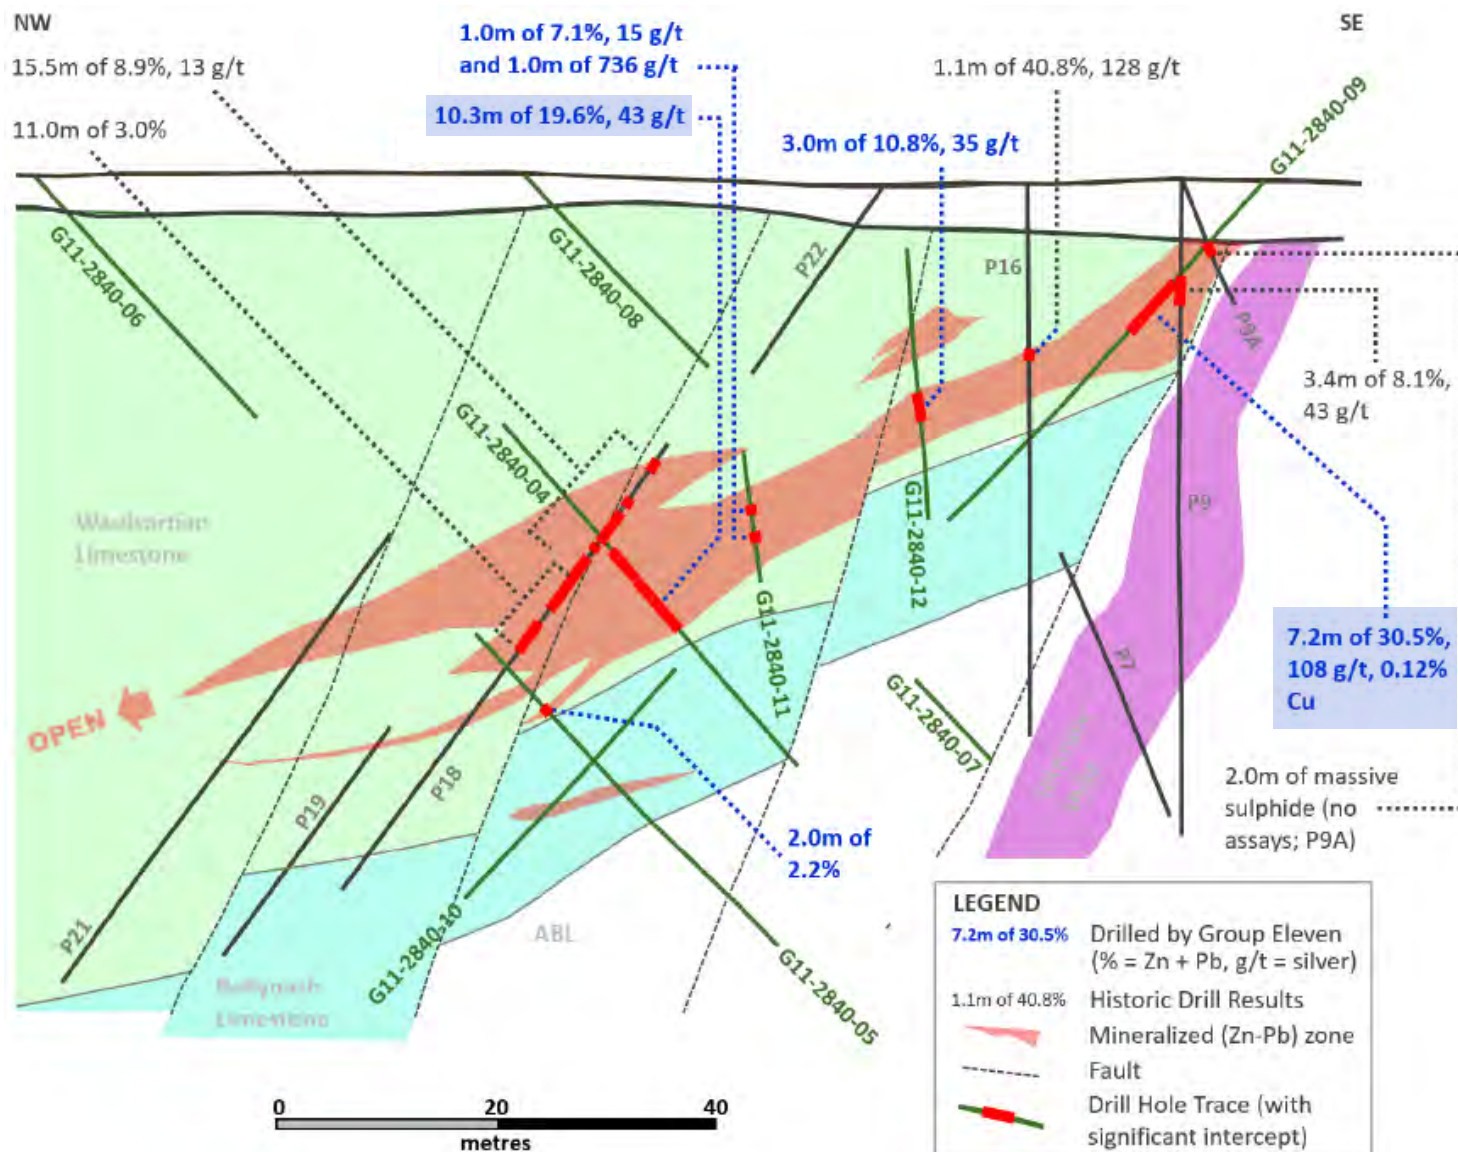 NW
SE
15.5m of 8.9%, 13 g/t
11.0m of 3.0%
1.0m of 7.1%, 15 g/t
and 1.0m of 736 g/t
10.3m of 19.6%, 43 g/t
3.0m of 10.8%, 35 g/t
1.1m of 40.8%, 128 g/t
G11-2840-09
G11-2840-06
G11-2840-08
P22
P16
P9A
3.4m of 8.1%,
43 g/t
G11-2840-04
Waulsortian
Limestone
G11-2840-12
P9
G11-2840-11
7.2m of 30.5%,
108 g/t, 0.12%
Cu
P7
G11-2840-07
OPEN
P19
P18
2.0m of massive
sulphide (no
assays; P9A)
2.0m of
2.2%
P21
G11-2840-10
ABL
G11-2840-05
Ballynash
Limestone
LEGEND
7.2m of 30.5% Drilled by Group Eleven
(% = Zn + Pb, g/t = silver)
1.1m of 40.8% Historic Drill Results
Mineralized (Zn-Pb) zone
Fault
Drill Hole Trace (with
significant intercept)
0 20 40
metres